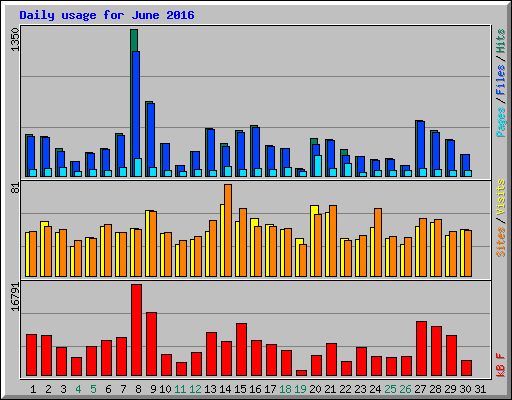 Daily usage for June 2016
1350
Pages / Files / Hits
81
Sites / Visits
16791
kB F
1 2 3 4 5 6 7 8 9 10 11 12 13 14 15 16 17 18 19 20 21 22 23 24 25 26 27 28 29 30 31